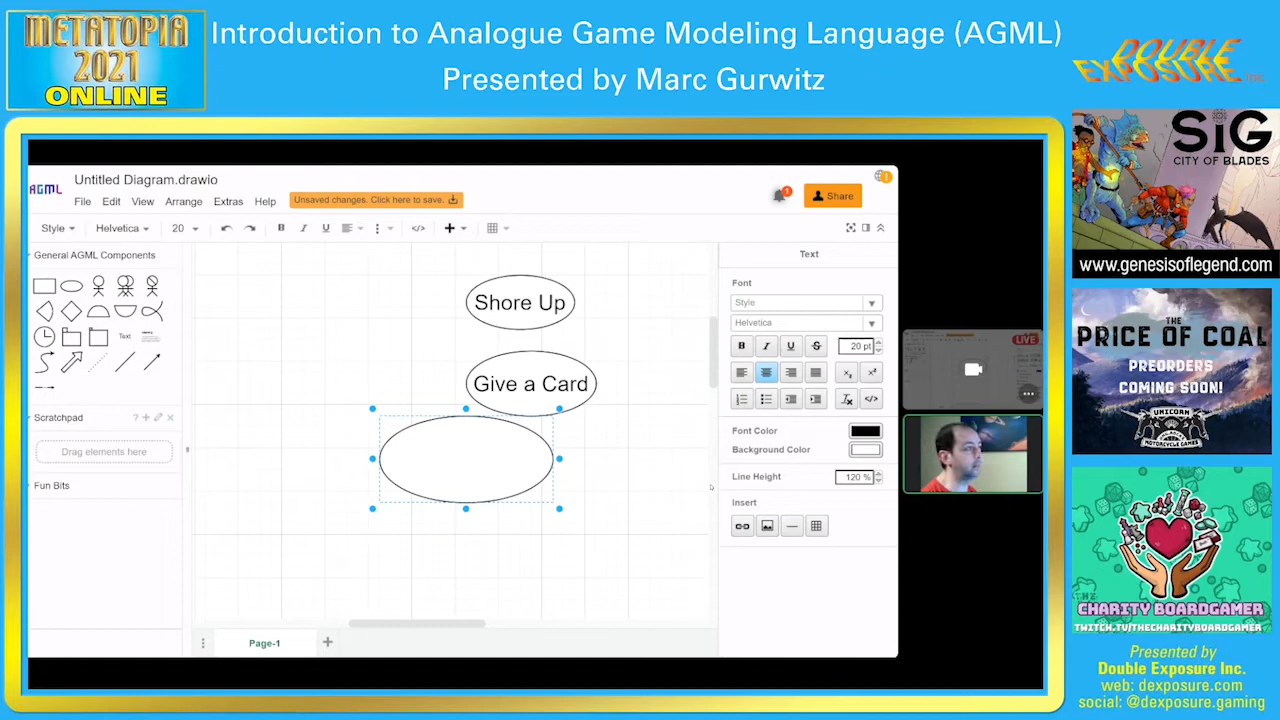 METATOPIA
2021
ONLINE
Introduction to Analogue Game Modeling Language (AGML)
Presented by Marc Gurwitz
DOUBLE
EXPOSURE INC.
AGML
Untitled Diagram.drawio
File Edit View Arrange Extras Help
Unsaved changes. Click here to save.
1
Share
1
Style Helvetica 20 B I U
General AGML Components
Text
Scratchpad
? + ×
Drag elements here
Fun Bits
Shore Up
Give a Card
Page-1
Text
Font
Style
Helvetica
B I U S 20 pt
Font Color
Background Color
Line Height 120 %
Insert
LIVE
SIG
CITY OF BLADES
www.genesisoflegend.com
THE
PRICE OF COAL
PREORDERS
COMING SOON!
UNICORN
MOTORCYCLE GAMES
THE
CHARITY BOARDGAMER
TWITCH.TV/THECHARITYBOARDGAMER
Presented by
Double Exposure Inc.
web: dexposure.com
social: @dexposure.gaming